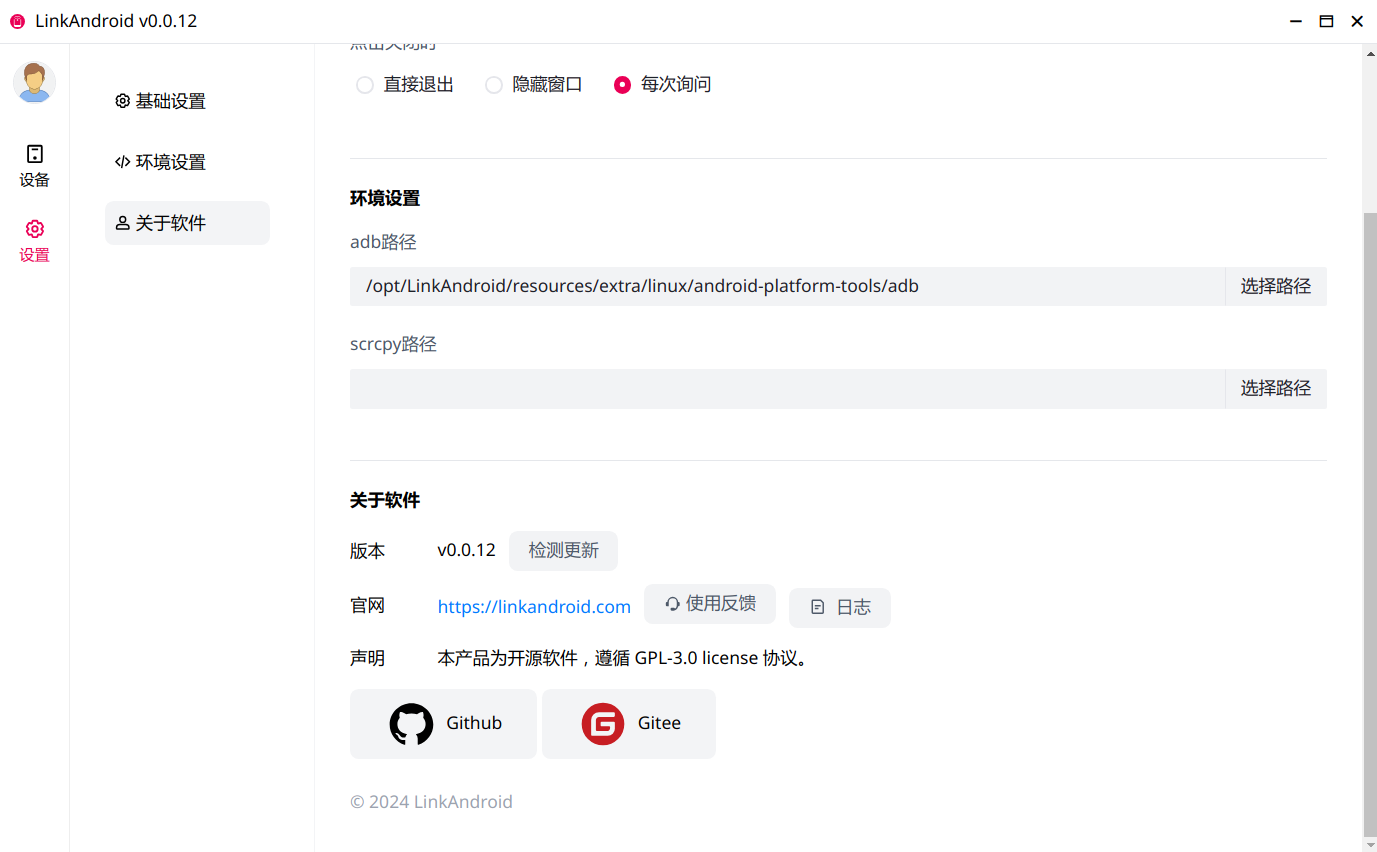 LinkAndroid v0.0.12
设备
设置
基础设置
环境设置
关于软件
点击关闭时
直接退出 隐藏窗口 每次询问
环境设置
adb路径
/opt/LinkAndroid/resources/extra/linux/android-platform-tools/adb 选择路径
scrcpy路径
选择路径
关于软件
版本 v0.0.12 检测更新
官网 https://linkandroid.com 使用反馈 日志
声明 本产品为开源软件，遵循 GPL-3.0 license 协议。
Github Gitee
© 2024 LinkAndroid